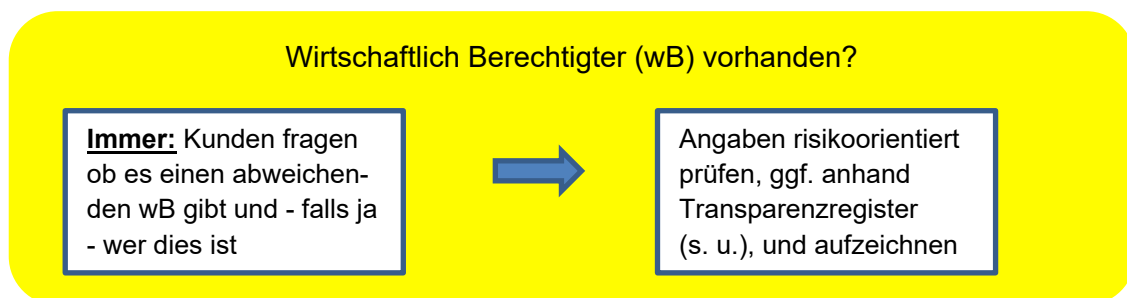 Wirtschaftlich Berechtigter (wB) vorhanden?
Immer: Kunden fragen
ob es einen abweichen-
den wB gibt und - falls ja
- wer dies ist
Angaben risikoorientiert
prüfen, ggf. anhand
Transparenzregister
(s. u.), und aufzeichnen